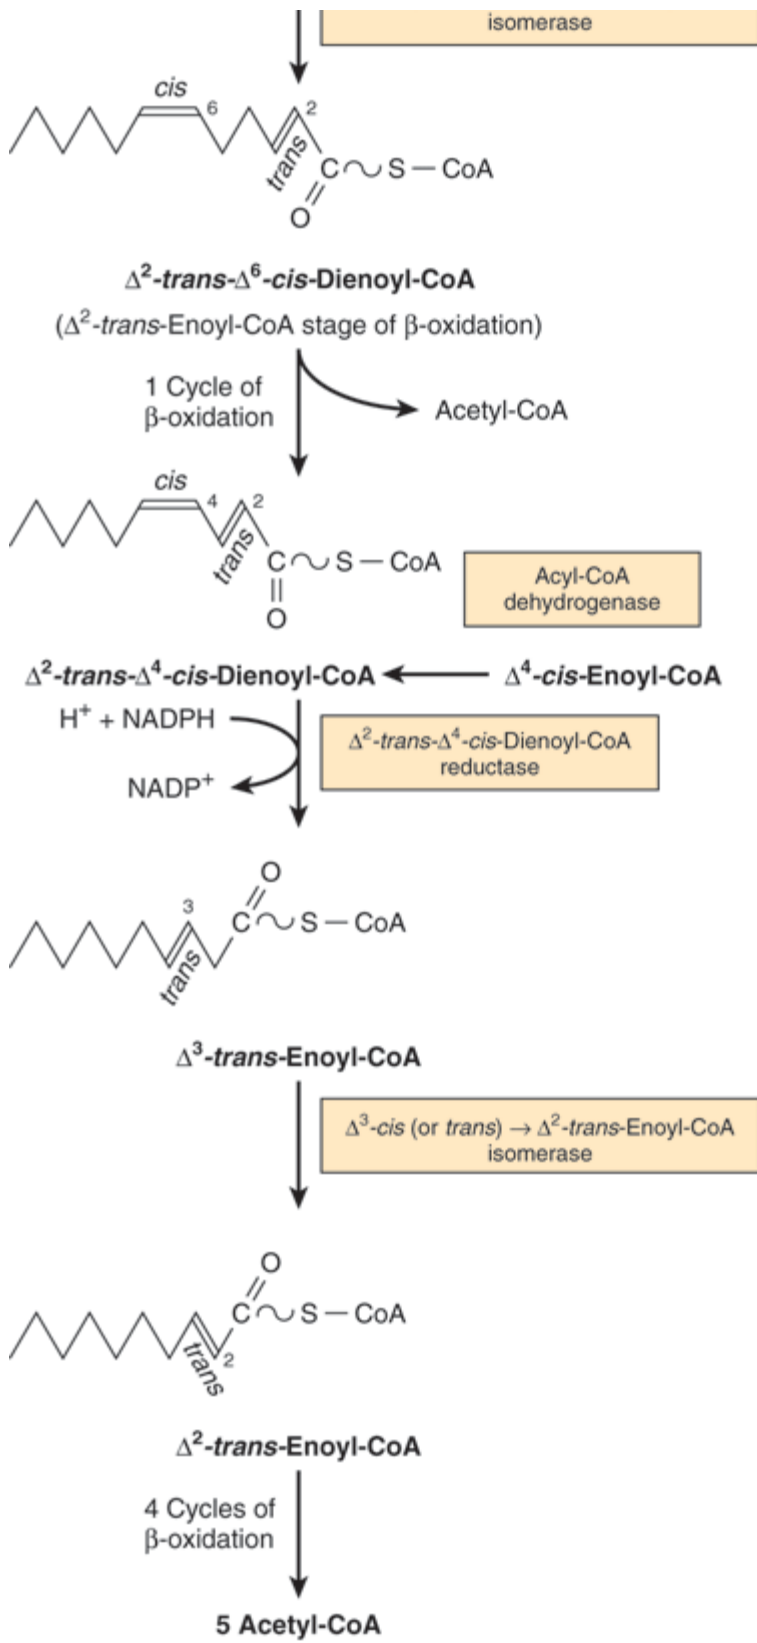 isomerase
cis
6
2
trans
C S — CoA
O
Δ²-trans-Δ⁶-cis-Dienoyl-CoA
(Δ²-trans-Enoyl-CoA stage of β-oxidation)
1 Cycle of
β-oxidation
Acetyl-CoA
cis
4
2
trans
C S — CoA
O
Acyl-CoA
dehydrogenase
Δ²-trans-Δ⁴-cis-Dienoyl-CoA
Δ⁴-cis-Enoyl-CoA
H⁺ + NADPH
NADP⁺
Δ²-trans-Δ⁴-cis-Dienoyl-CoA
reductase
O
3
C S — CoA
trans
Δ³-trans-Enoyl-CoA
Δ³-cis (or trans) → Δ²-trans-Enoyl-CoA
isomerase
O
C S — CoA
trans
2
Δ²-trans-Enoyl-CoA
4 Cycles of
β-oxidation
5 Acetyl-CoA